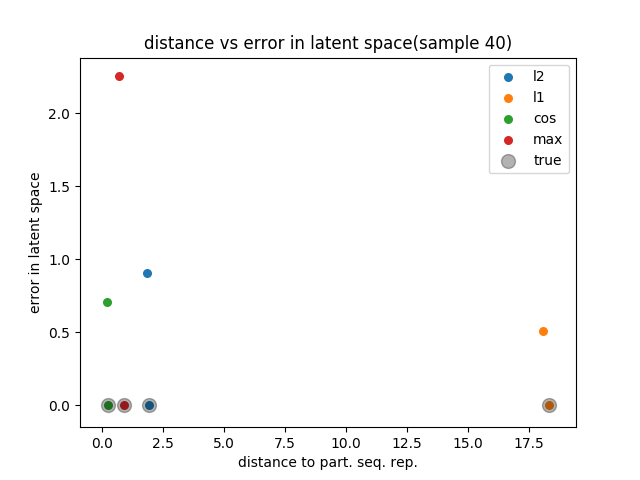 distance vs error in latent space(sample 40)
l2
l1
cos
max
true
error in latent space
2.0
1.5
1.0
0.5
0.0
0.0 2.5 5.0 7.5 10.0 12.5 15.0 17.5
distance to part. seq. rep.